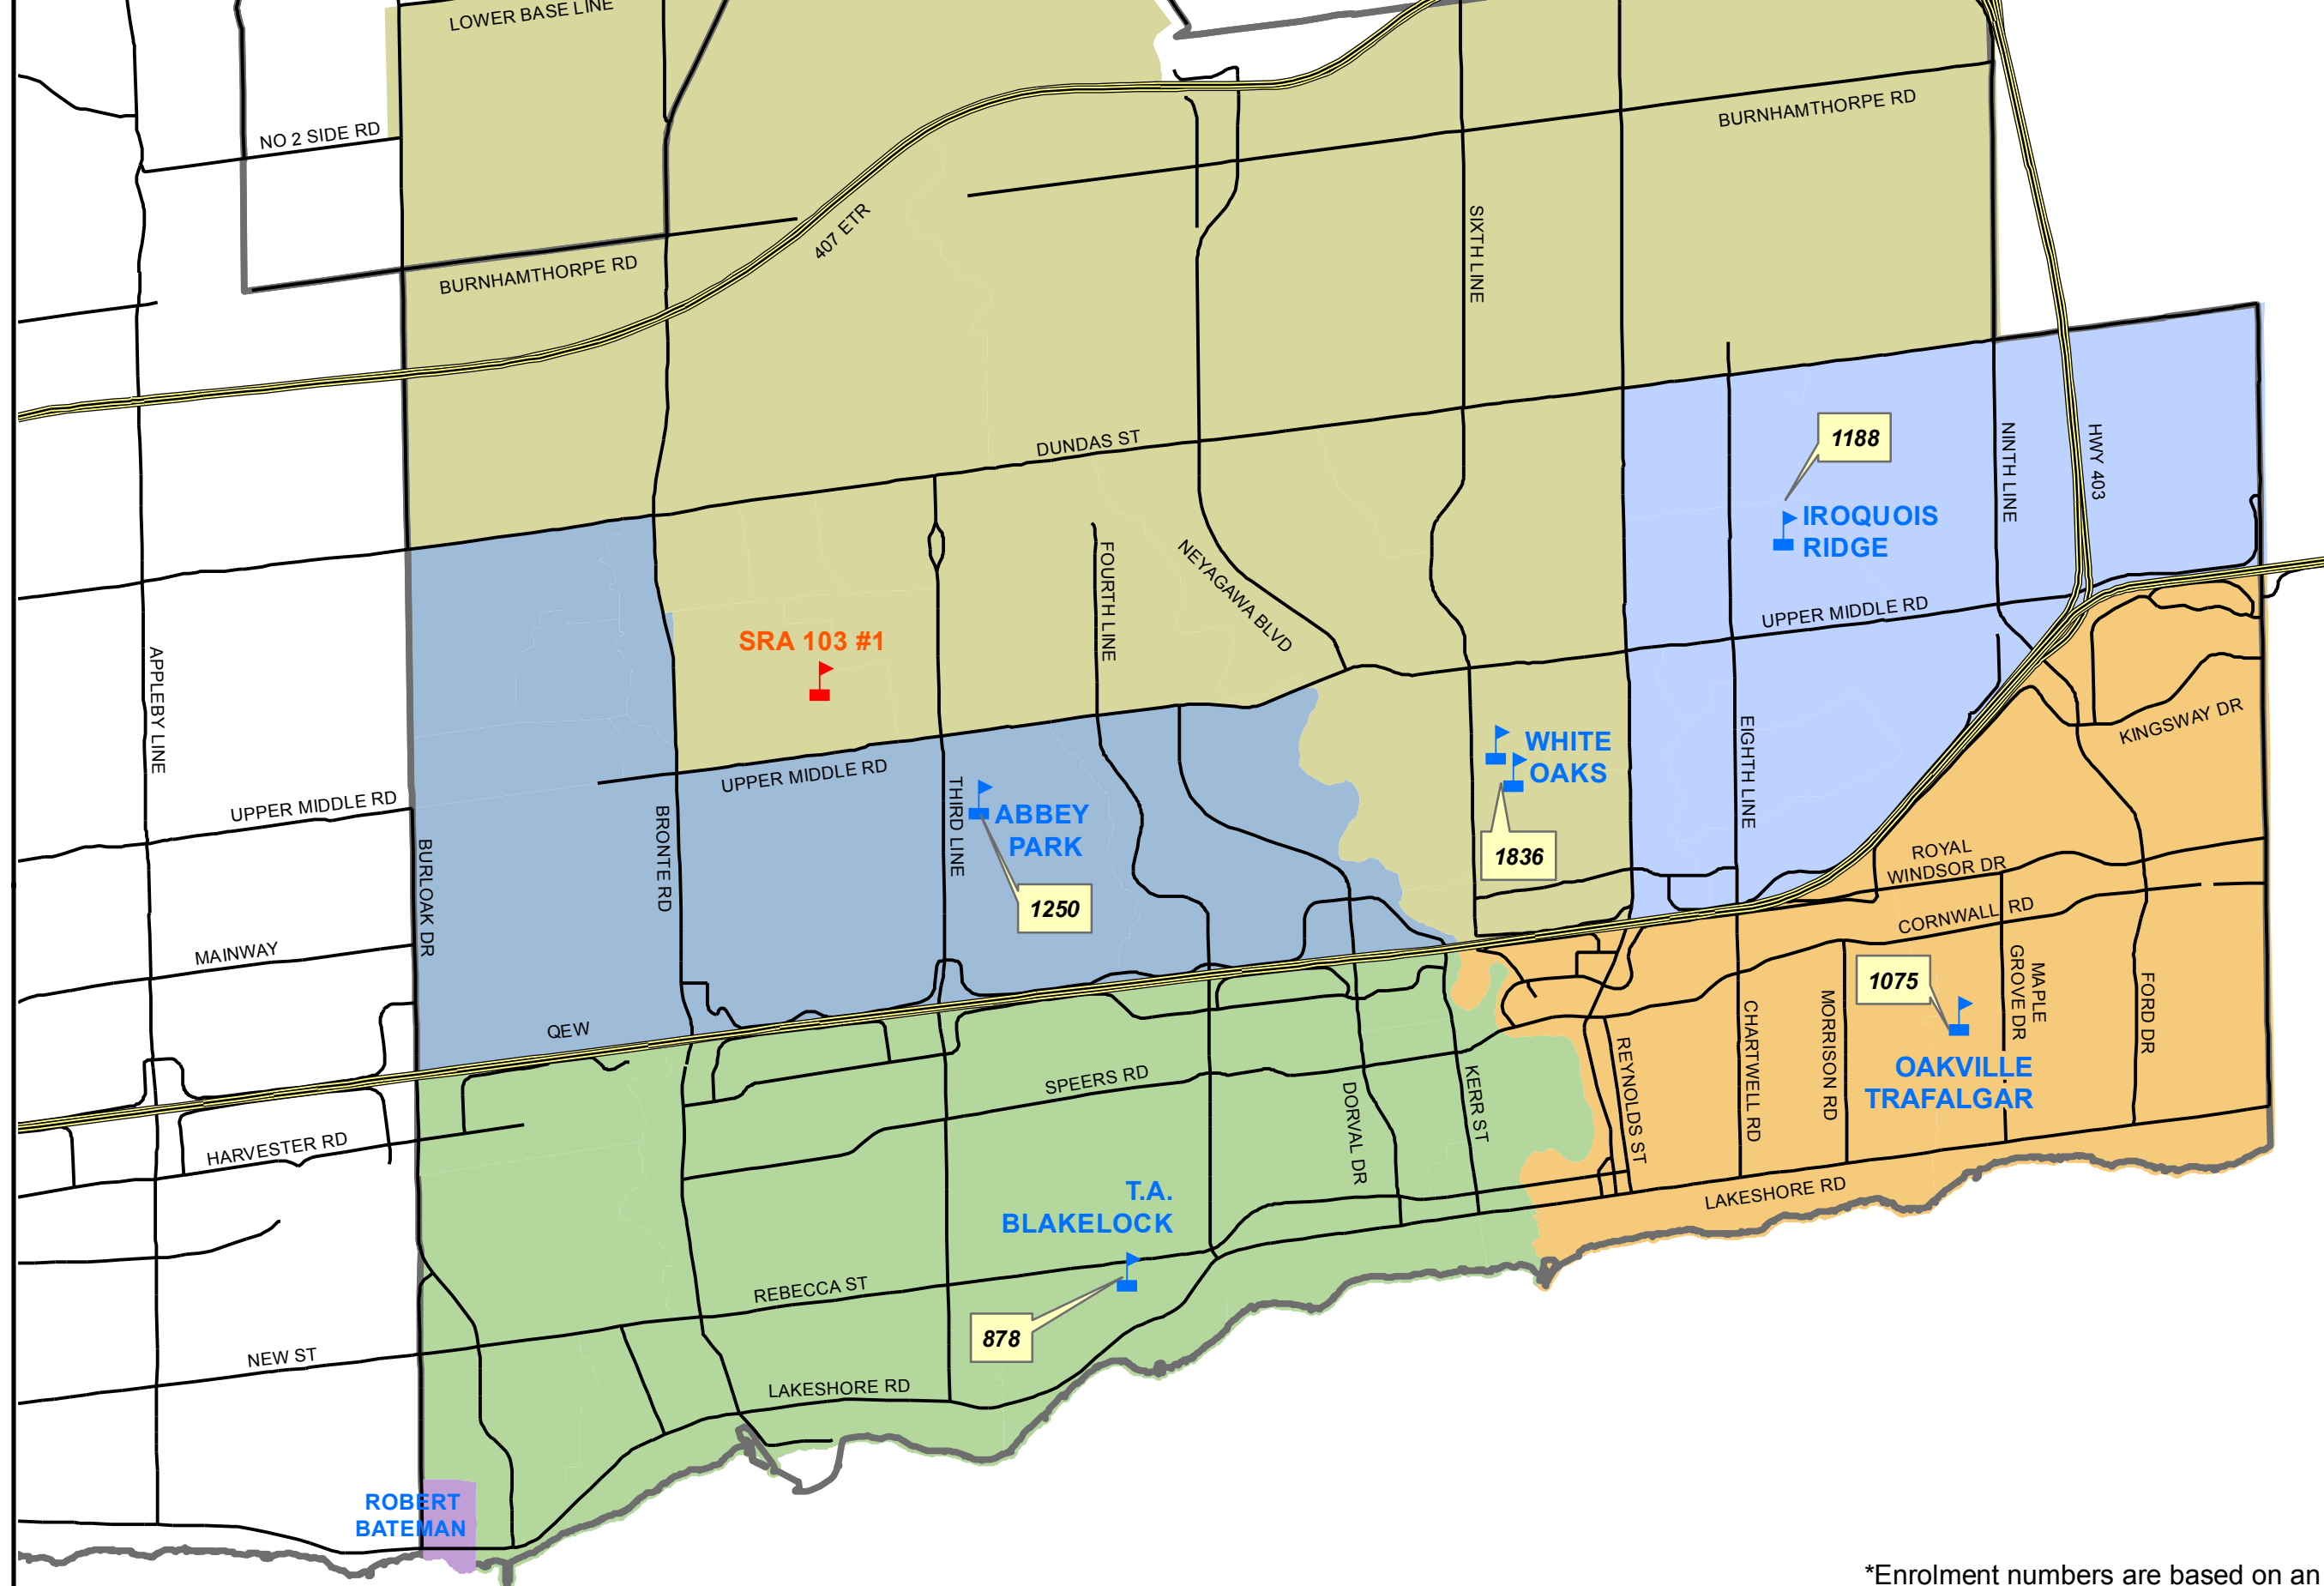 LOWER BASE LINE
NO 2 SIDE RD
BURNHAMTHORPE RD
407 ETR
SIXTH LINE
BURNHAMTHORPE RD
DUNDAS ST
1188
NINTH LINE
HWY 403
IROQUOIS
RIDGE
FOURTH LINE
NEYAGAWA BLVD
UPPER MIDDLE RD
SRA 103 #1
APPLEBY LINE
KINGSWAY DR
EIGHTH LINE
WHITE
OAKS
UPPER MIDDLE RD
UPPER MIDDLE RD
THIRD LINE
ABBEY
PARK
BRONTE RD
BURLOAK DR
1836
ROYAL
WINDSOR DR
1250
CORNWALL RD
MAINWAY
1075
MAPLE
GROVE DR
FORD DR
MORRISON RD
CHARTWELL RD
QEW
REYNOLDS ST
OAKVILLE
TRAFALGAR
SPEERS RD
KERR ST
DORVAL DR
HARVESTER RD
T.A.
BLAKELOCK
LAKESHORE RD
REBECCA ST
878
NEW ST
LAKESHORE RD
ROBERT
BATEMAN
*Enrolment numbers are based on an